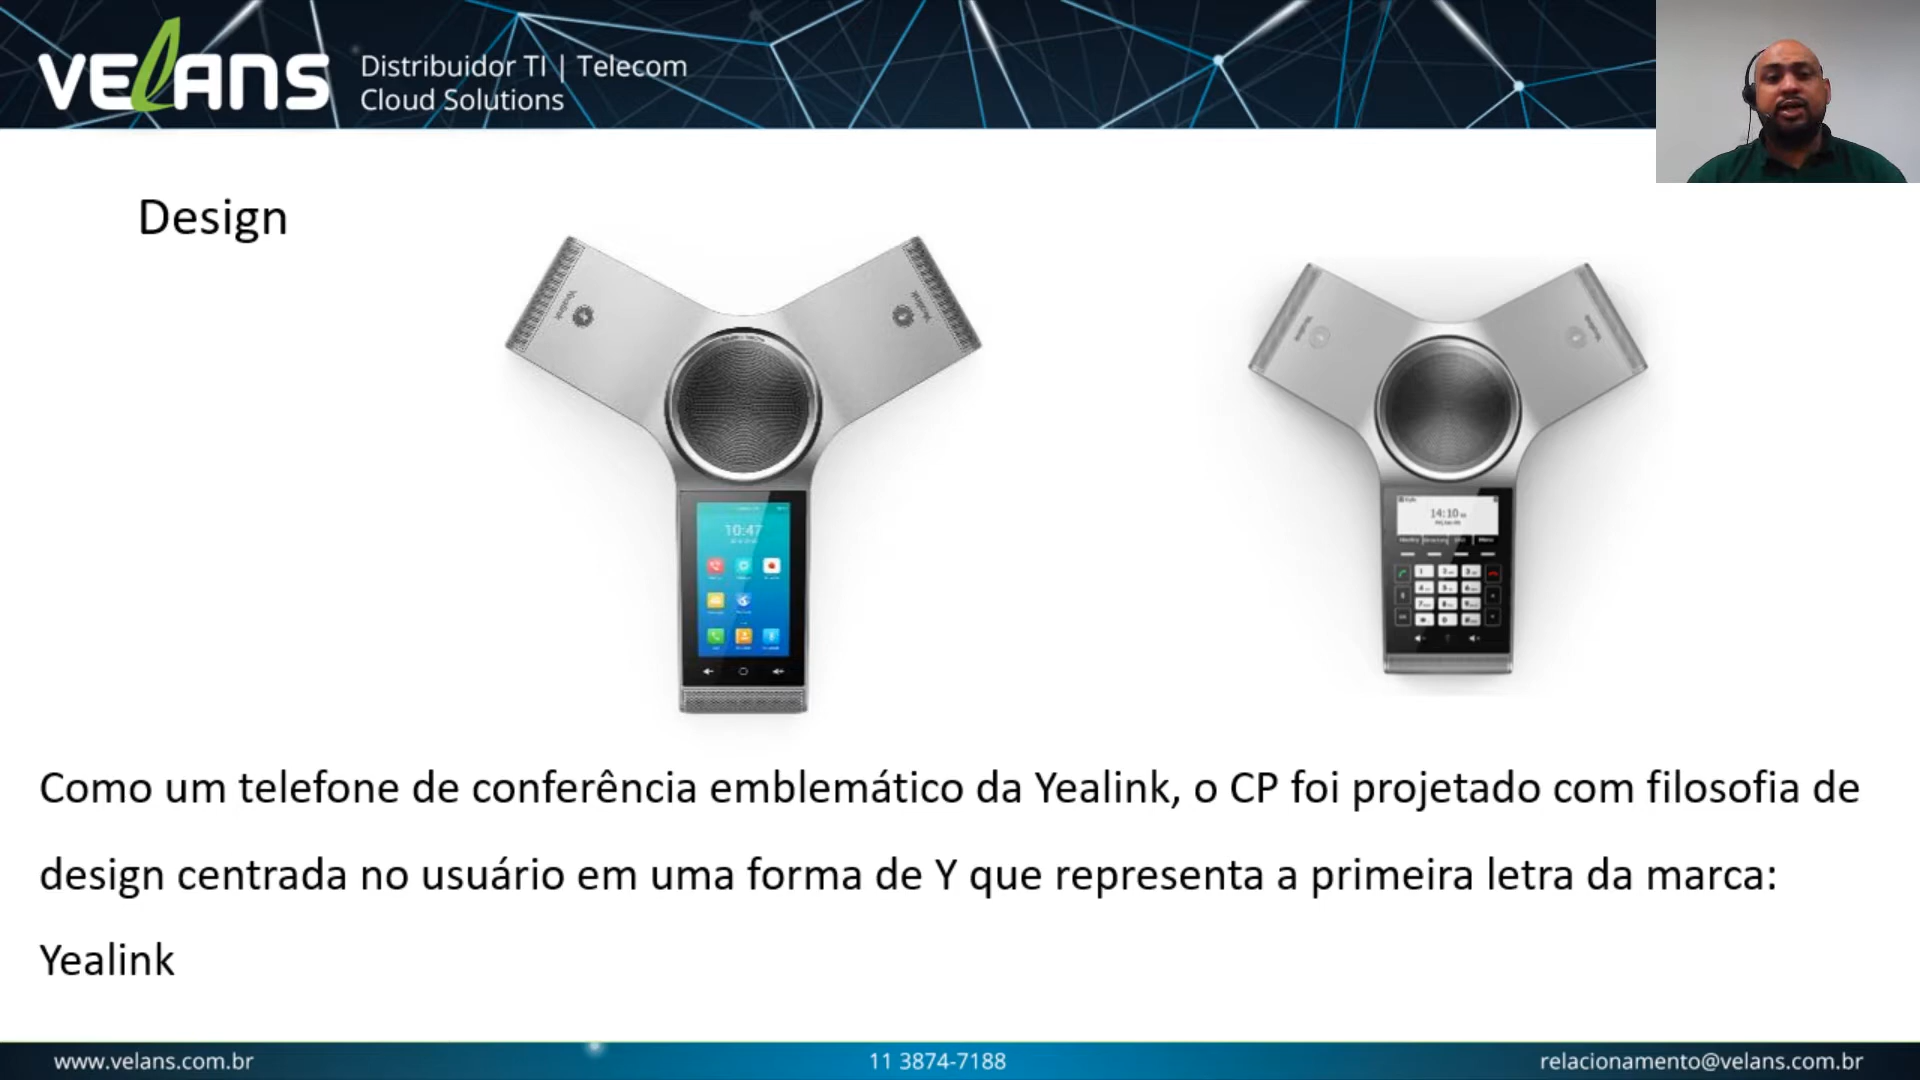 VELANS
Distribuidor TI | Telecom
Cloud Solutions
Design
Yealink
Yealink
10:47
14:10
Como um telefone de conferência emblemático da Yealink, o CP foi projetado com filosofia de
design centrada no usuário em uma forma de Y que representa a primeira letra da marca:
Yealink
www.velans.com.br
11 3874-7188
relacionamento@velans.com.br